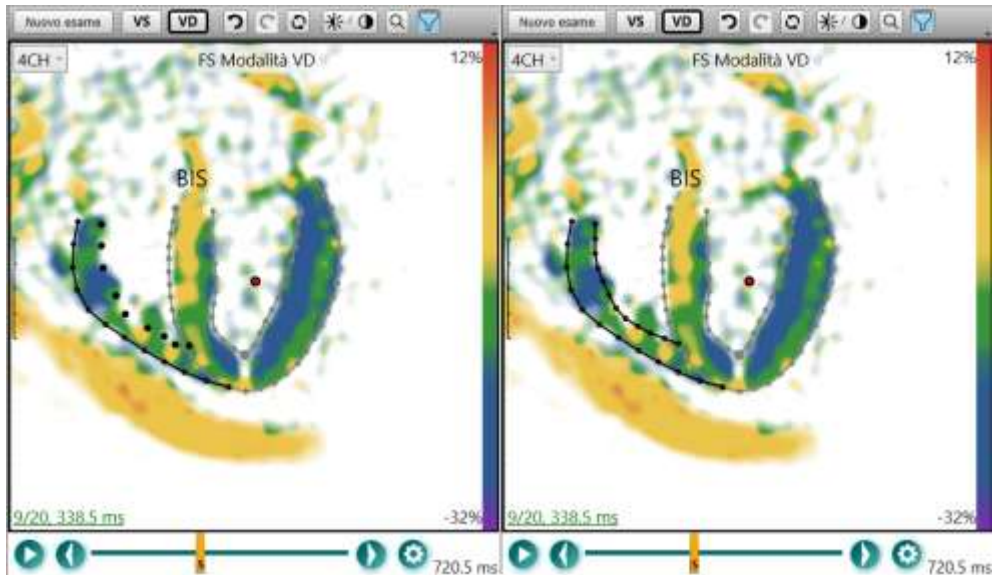 Nuovo esame VS VD
4CH FS Modalità VD 12%
BIS
9/20, 338.5 ms -32%
S
720.5 ms
Nuovo esame VS VD
4CH FS Modalità VD 12%
BIS
9/20, 338.5 ms -32%
S
720.5 ms